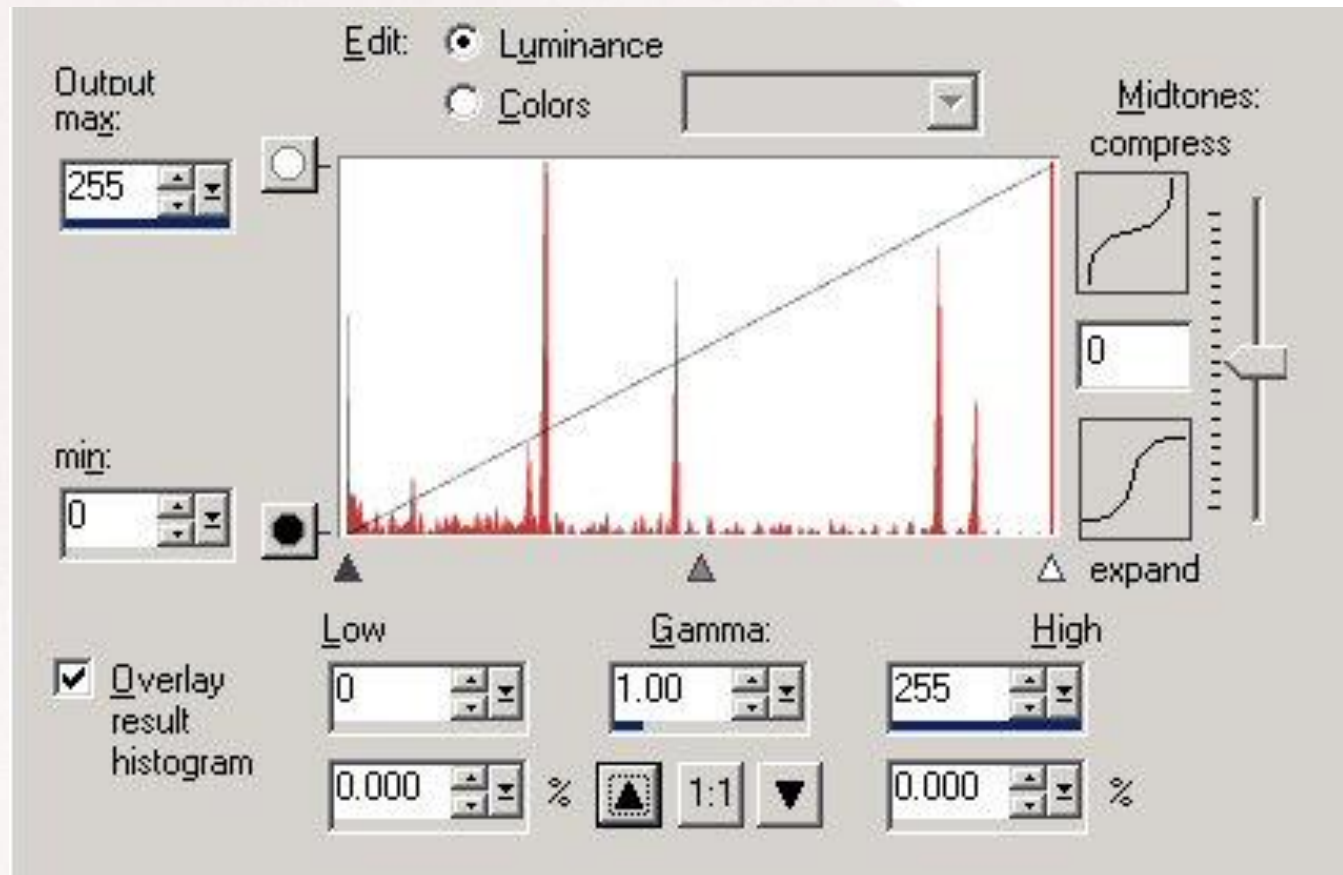 Edit: Luminance
Colors
Output
max:
255
Midtones:
compress
0
min:
0
expand
Low Gamma: High
Overlay
result
histogram
0 1.00 255
0.000 % 1:1 0.000 %